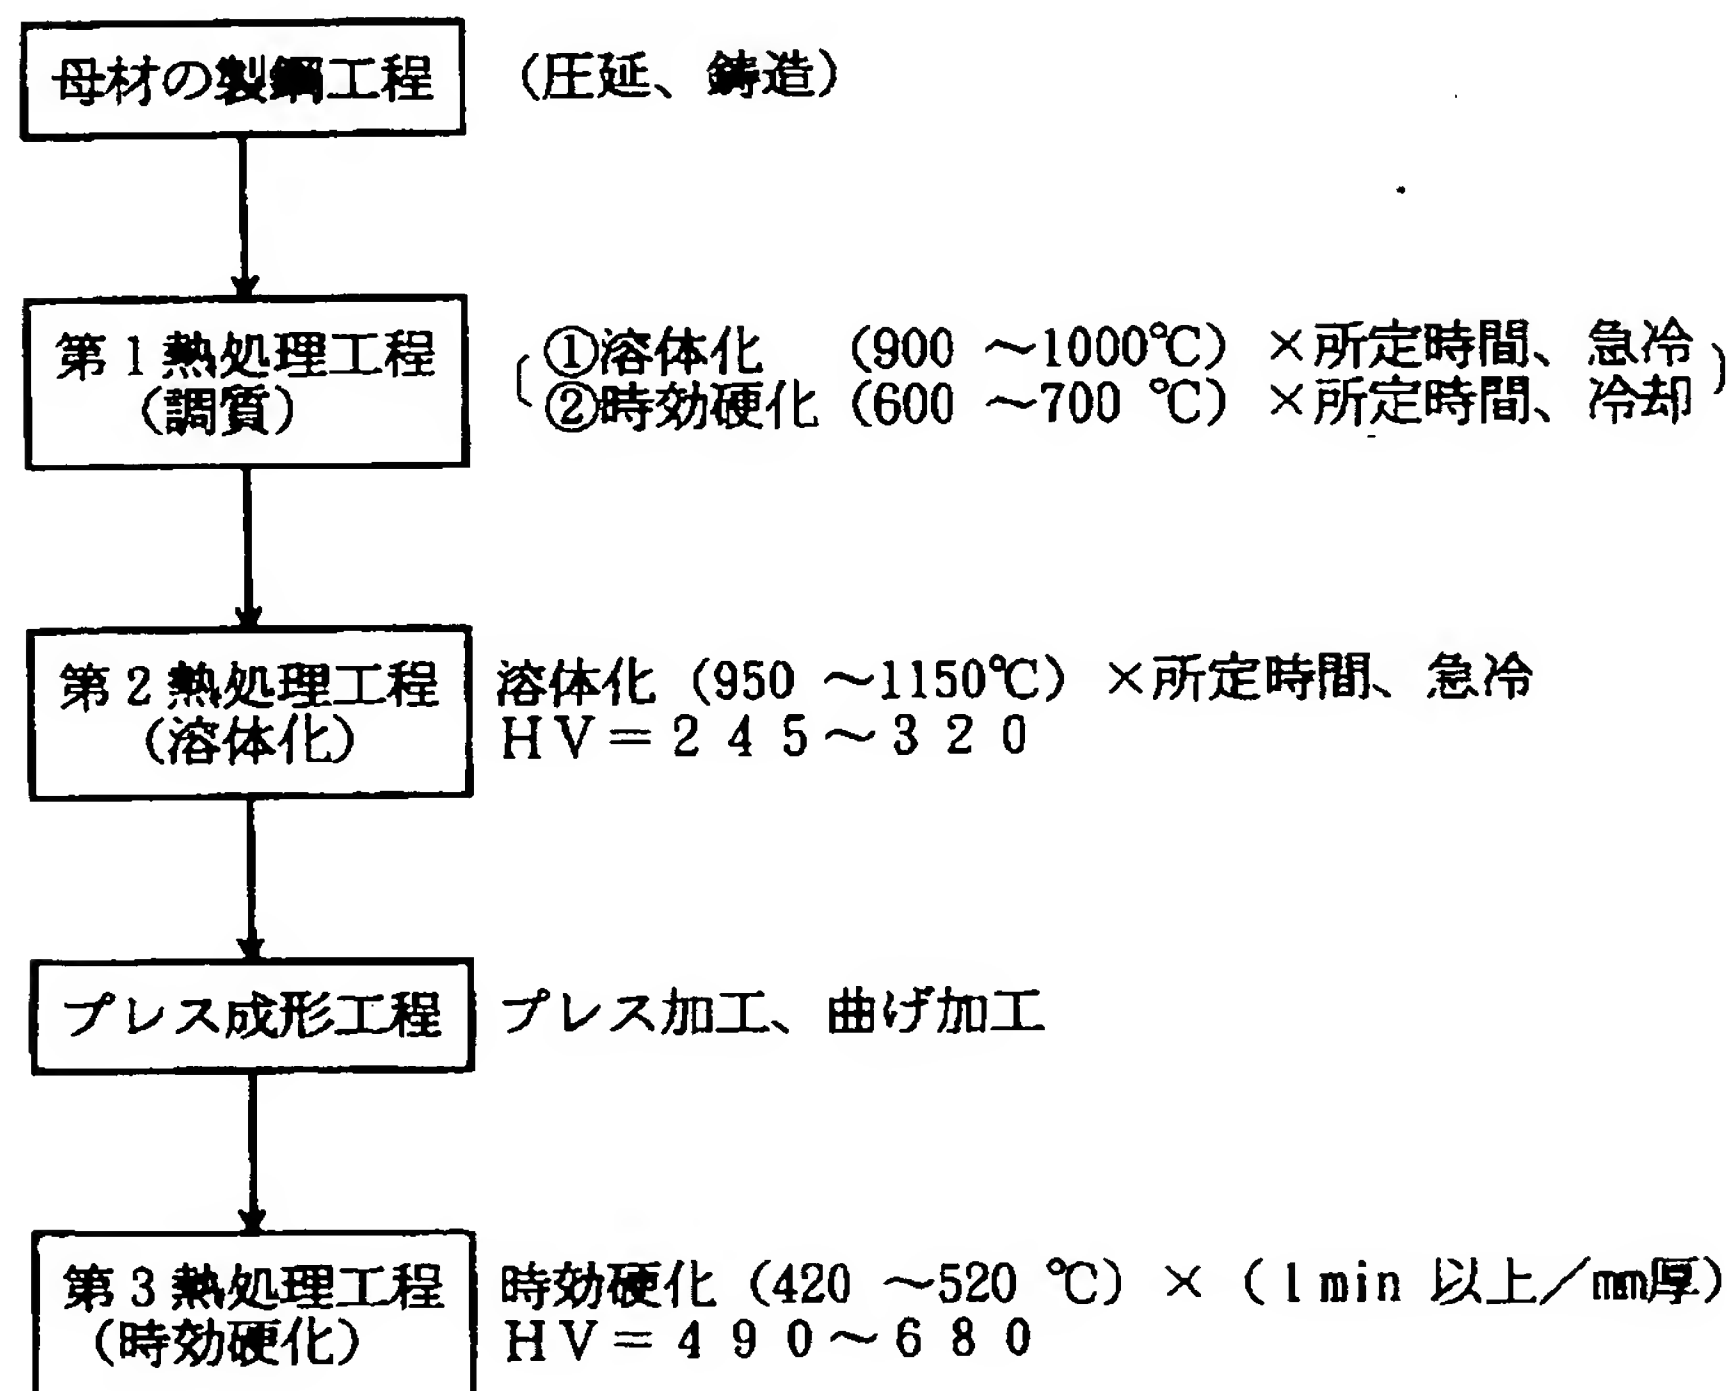 母材の製鋼工程 (圧延、鋳造)
第1熱処理工程
(調質)
①溶体化 (900 ～1000℃) ×所定時間、急冷
②時効硬化 (600 ～700 ℃) ×所定時間、冷却
第2熱処理工程
(溶体化)
溶体化 (950 ～1150℃) ×所定時間、急冷
HV=245～320
プレス成形工程 プレス加工、曲げ加工
第3熱処理工程
(時効硬化)
時効硬化 (420 ～520 ℃) × (1min 以上/mm厚)
HV=490～680